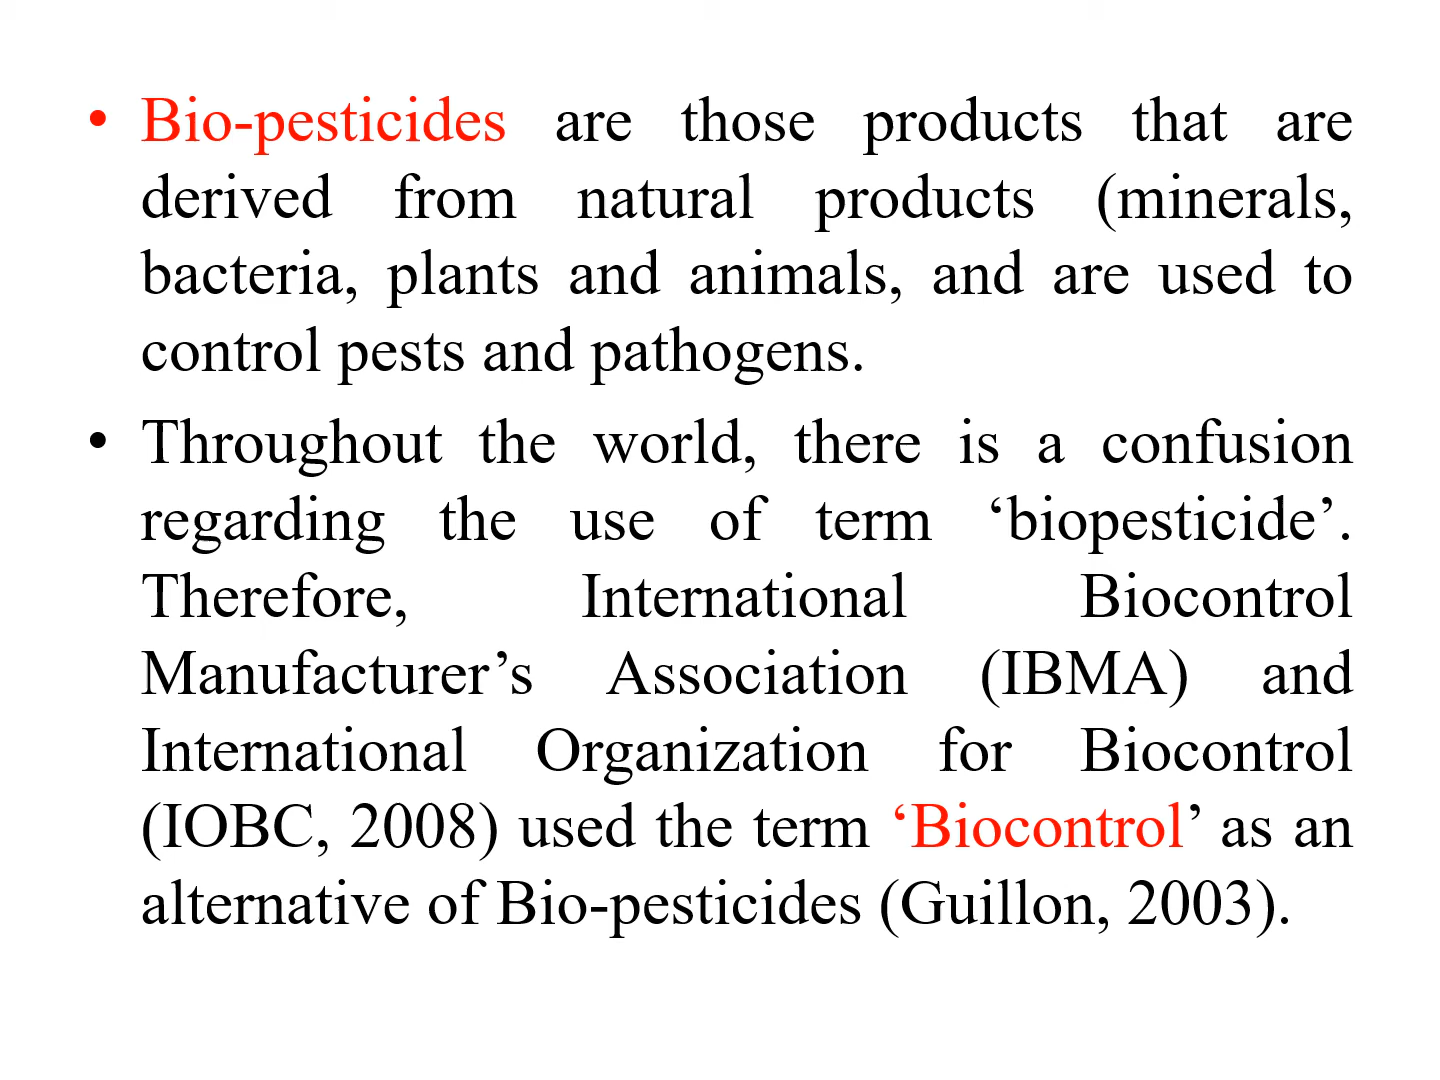 • Bio-pesticides are those products that are
derived from natural products (minerals,
bacteria, plants and animals, and are used to
control pests and pathogens.
• Throughout the world, there is a confusion
regarding the use of term ‘biopesticide’.
Therefore, International Biocontrol
Manufacturer’s Association (IBMA) and
International Organization for Biocontrol
(IOBC, 2008) used the term ‘Biocontrol’ as an
alternative of Bio-pesticides (Guillon, 2003).